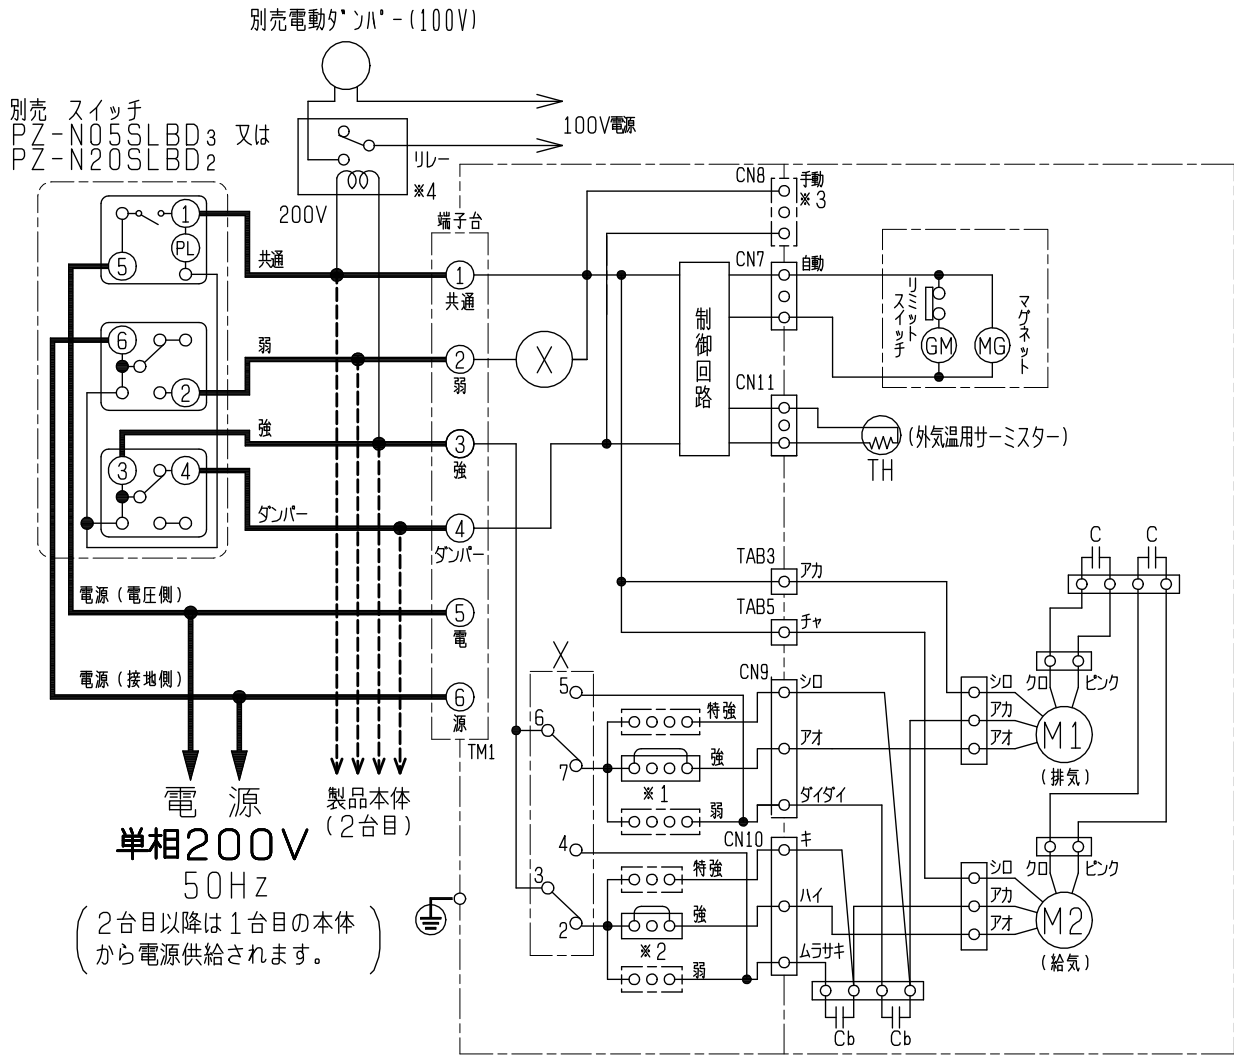 別売電動ダンパー(100V)
別売 スイッチ
PZ-N05SLBD3 又は
PZ-N20SLBD2
100V電源
リレー
※4
200V
端子台
1
PL
5
共通
1
共通
6
2
弱
2
弱
X
3
4
強
3
強
ダンパー
4
ダンパー
電源(電圧側)
5
電
電源(接地側)
6
源
TM1
電 源
単相200V
50Hz
(2台目以降は1台目の本体
から電源供給されます。)
製品本体
(2台目)
CN8
手動
※3
CN7
自動
制御回路
CN11
リミット
スイッチ
GM
MG
マグネット
(外気温用サーミスター)
TH
TAB3
アカ
TAB5
チャ
X
5
6
7
4
3
2
CN9
シロ
特強
アオ
強
※1
ダイダイ
弱
CN10
キ
特強
ハイ
強
※2
ムラサキ
弱
C
C
クロ
ピンク
シロ
アカ
アオ
M1
(排気)
クロ
ピンク
シロ
アカ
アオ
M2
(給気)
Cb
Cb